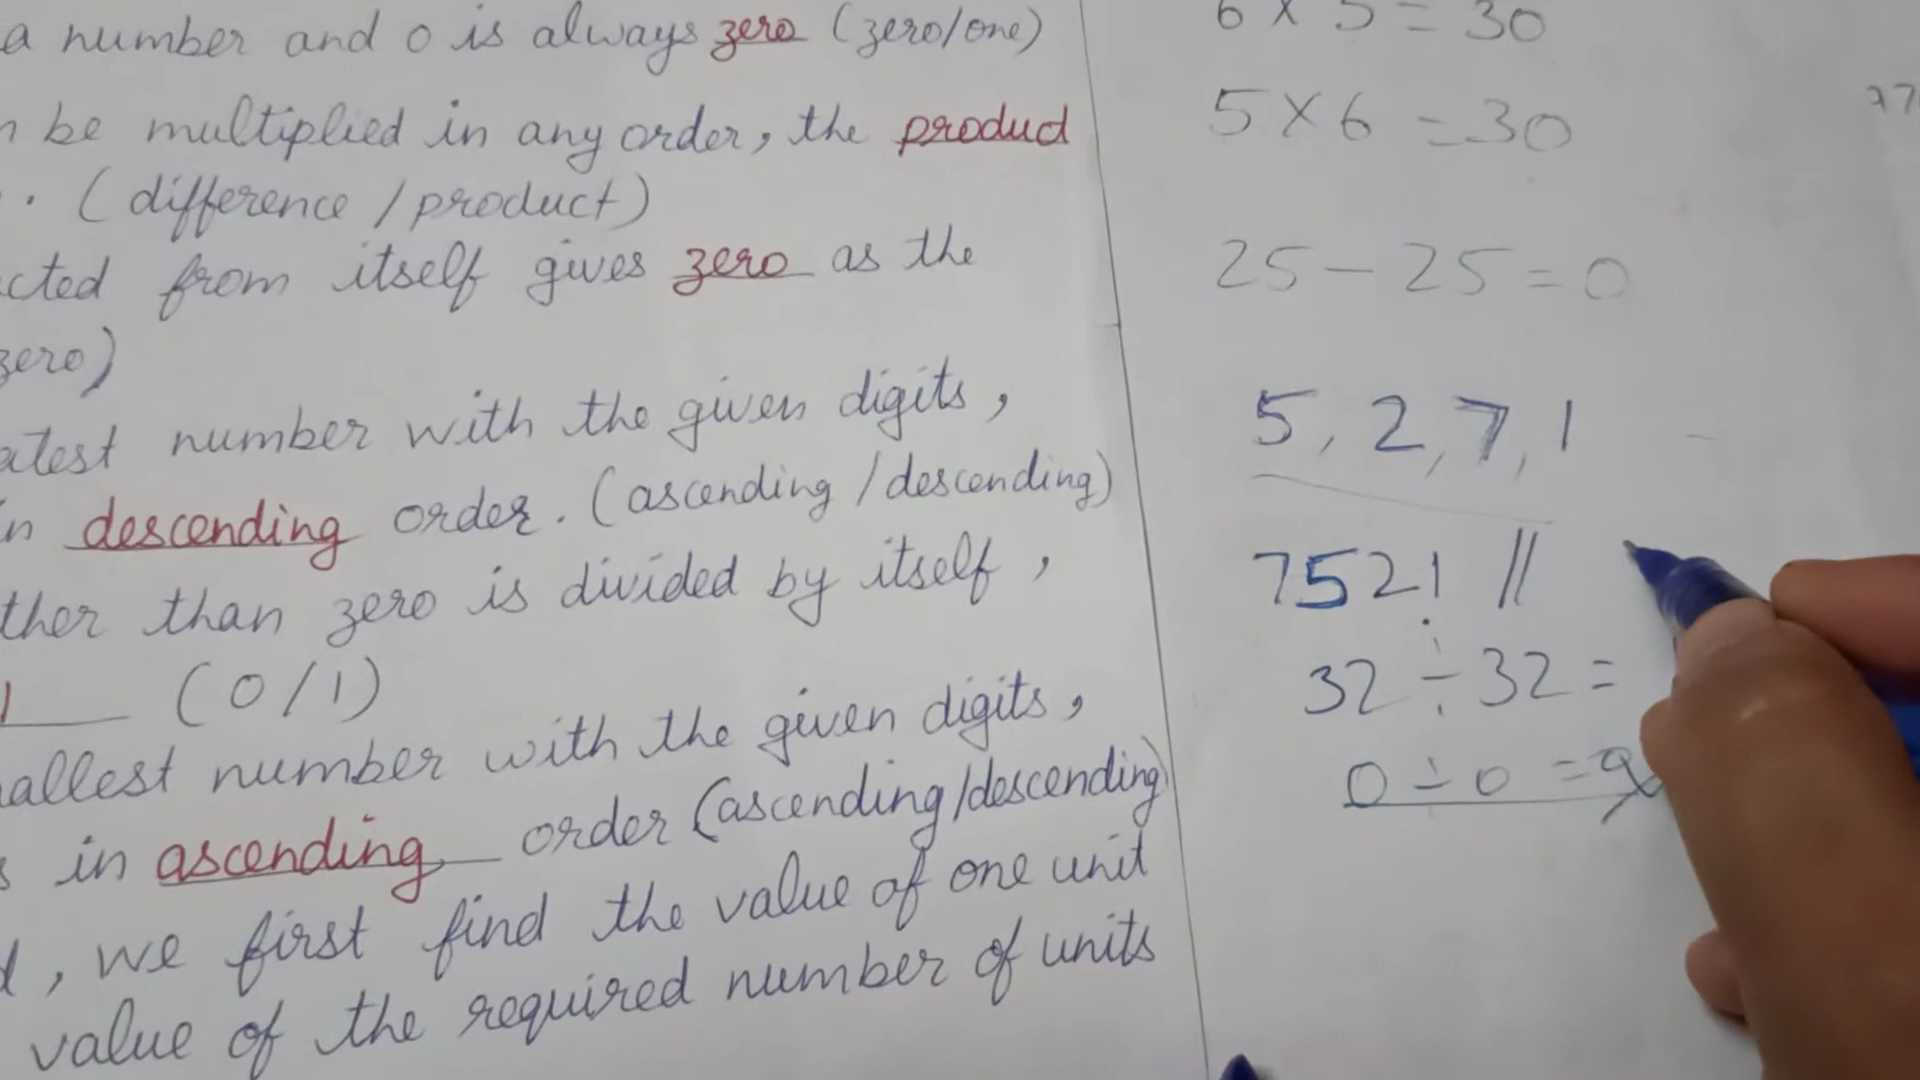 a number and 0 is always zero (zero/one)
n be multiplied in any order, the product
. (difference / product)
cted from itself gives zero as the
zero)
atest number with the given digits,
in descending order. (ascending / descending)
ther than zero is divided by itself,
1 (0/1)
allest number with the given digits,
s in ascending order (ascending/descending)
d, we first find the value of one unit
value of the required number of units
6 × 5 = 30
5 × 6 = 30
25 - 25 = 0
5, 2, 7, 1
7521 //
32 ÷ 32 =
0 ÷ 0 =
77